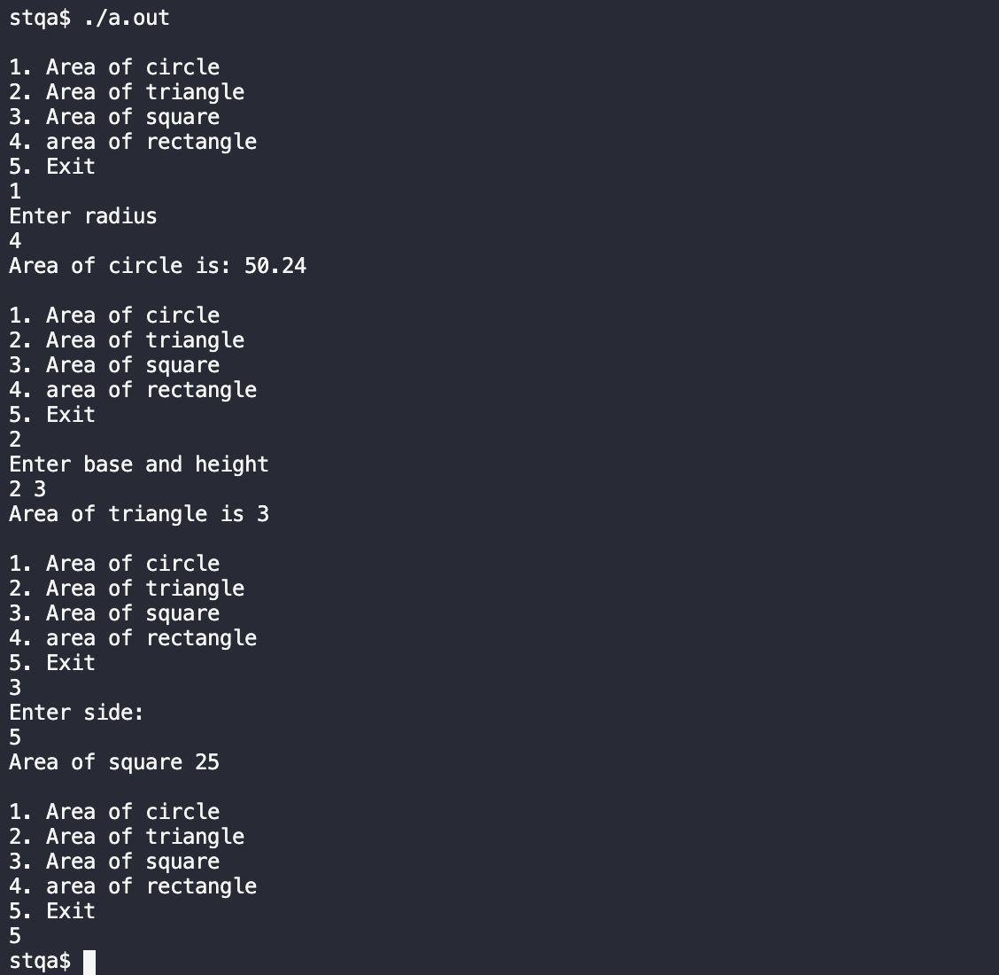 stqa$ ./a.out
1. Area of circle
2. Area of triangle
3. Area of square
4. area of rectangle
5. Exit
1
Enter radius
4
Area of circle is: 50.24
1. Area of circle
2. Area of triangle
3. Area of square
4. area of rectangle
5. Exit
2
Enter base and height
2 3
Area of triangle is 3
1. Area of circle
2. Area of triangle
3. Area of square
4. area of rectangle
5. Exit
3
Enter side:
5
Area of square 25
1. Area of circle
2. Area of triangle
3. Area of square
4. area of rectangle
5. Exit
5
stqa$